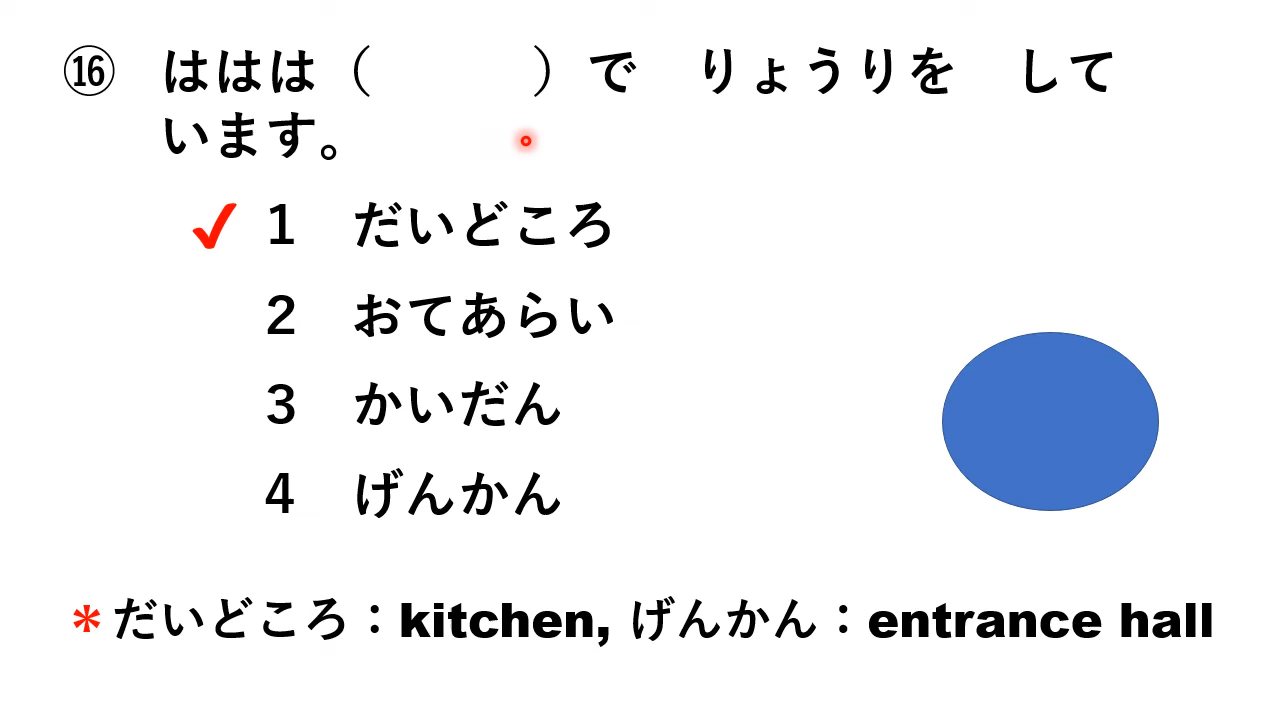 ⑯　ははは（　　　）で　りょうりを　して
います。
✓ 1　だいどころ
2　おてあらい
3　かいだん
4　げんかん
＊だいどころ：kitchen, げんかん：entrance hall